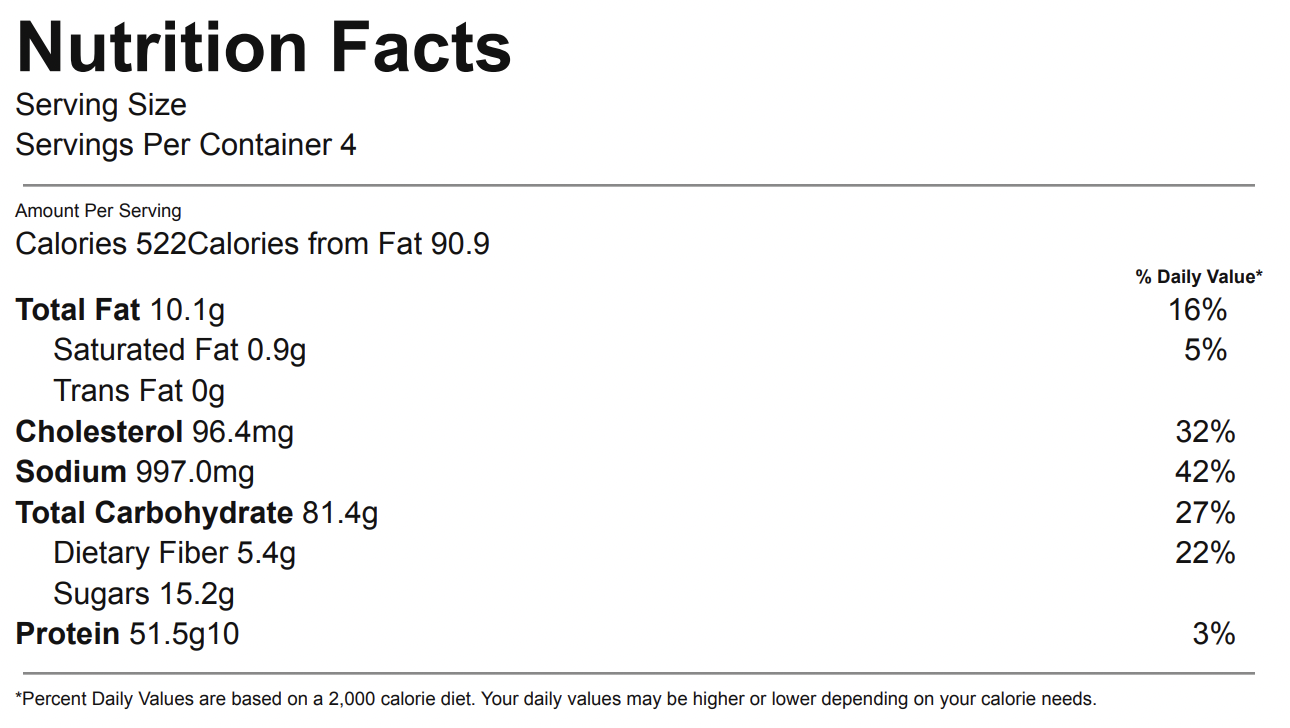 Nutrition Facts
Serving Size
Servings Per Container 4
Amount Per Serving
Calories 522Calories from Fat 90.9
% Daily Value*
Total Fat 10.1g 16%
Saturated Fat 0.9g 5%
Trans Fat 0g
Cholesterol 96.4mg 32%
Sodium 997.0mg 42%
Total Carbohydrate 81.4g 27%
Dietary Fiber 5.4g 22%
Sugars 15.2g
Protein 51.5g10 3%
*Percent Daily Values are based on a 2,000 calorie diet. Your daily values may be higher or lower depending on your calorie needs.